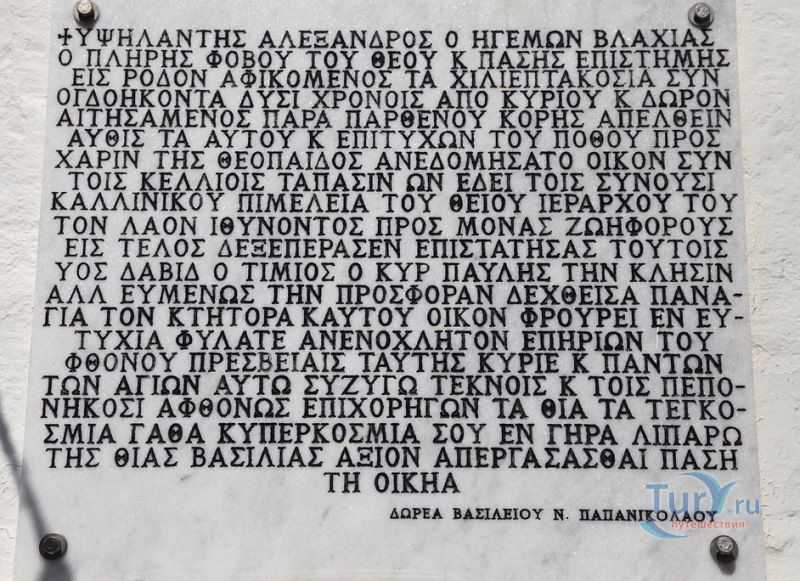 ✝ΥΨΗΛΑΝΤΗΣ ΑΛΕΞΑΝΔΡΟΣ Ο ΗΓΕΜΩΝ ΒΛΑΧΙΑΣ
Ο ΠΛΗΡΗΣ ΦΟΒΟΥ ΤΟΥ ΘΕΟΥ Κ ΠΑΣΗΣ ΕΠΙΣΤΗΜΗΣ
ΕΙΣ ΡΟΔΟΝ ΑΦΙΚΟΜΕΝΟΣ ΤΑ ΧΙΛΙΕΠΤΑΚΟΣΙΑ ΣΥΝ
ΟΓΔΟΗΚΟΝΤΑ ΔΥΣΙ ΧΡΟΝΟΙΣ ΑΠΟ ΚΥΡΙΟΥ Κ ΔΩΡΟΝ
ΑΙΤΗΣΑΜΕΝΟΣ ΠΑΡΑ ΠΑΡΘΕΝΟΥ ΚΟΡΗΣ ΑΠΕΛΘΕΙΝ
ΑΥΘΙΣ ΤΑ ΑΥΤΟΥ Κ ΕΠΙΤΥΧΩΝ ΤΟΥ ΠΟΘΟΥ ΠΡΟΣ
ΧΑΡΙΝ ΤΗΣ ΘΕΟΠΑΙΔΟΣ ΑΝΕΔΟΜΗΣΑΤΟ ΟΙΚΟΝ ΣΥΝ
ΤΟΙΣ ΚΕΛΛΙΟΙΣ ΤΑΠΑΣΙΝ ΩΝ ΕΔΕΙ ΤΟΙΣ ΣΥΝΟΥΣΙ
ΚΑΛΛΙΝΙΚΟΥ ΠΙΜΕΛΕΙΑ ΤΟΥ ΘΕΙΟΥ ΙΕΡΑΡΧΟΥ ΤΟΥ
ΤΟΝ ΛΑΟΝ ΙΘΥΝΟΝΤΟΣ ΠΡΟΣ ΜΟΝΑΣ ΖΩΗΦΟΡΟΥΣ
ΕΙΣ ΤΕΛΟΣ ΔΕΞΕΠΕΡΑΣΕΝ ΕΠΙΣΤΑΤΗΣΑΣ ΤΟΥΤΟΙΣ
ΥΟΣ ΔΑΒΙΔ Ο ΤΙΜΙΟΣ Ο ΚΥΡ ΠΑΥΛΗΣ ΤΗΝ ΚΛΗΣΙΝ
ΑΛΛ ΕΥΜΕΝΩΣ ΤΗΝ ΠΡΟΣΦΟΡΑΝ ΔΕΧΘΕΙΣΑ ΠΑΝΑ-
ΓΙΑ ΤΟΝ ΚΤΗΤΟΡΑ ΚΑΥΤΟΥ ΟΙΚΟΝ ΦΡΟΥΡΕΙ ΕΝ ΕΥ-
ΤΥΧΙΑ ΦΥΛΑΤΕ ΑΝΕΝΟΧΛΗΤΟΝ ΕΠΗΡΙΩΝ ΤΟΥ
ΦΘΟΝΟΥ ΠΡΕΣΒΕΙΑΙΣ ΤΑΥΤΗΣ ΚΥΡΙΕ Κ ΠΑΝΤΩΝ
ΤΩΝ ΑΓΙΩΝ ΑΥΤΩ ΣΥΖΥΓΩ ΤΕΚΝΟΙΣ Κ ΤΟΙΣ ΠΕΠΟ-
ΝΗΚΟΣΙ ΑΦΘΟΝΩΣ ΕΠΙΧΟΡΗΓΩΝ ΤΑ ΘΙΑ ΤΑ ΤΕΓΚΟ-
ΣΜΙΑ ΓΑΘΑ ΚΥΠΕΡΚΟΣΜΙΑ ΣΟΥ ΕΝ ΓΗΡΑ ΛΙΠΑΡΩ
ΤΗΣ ΘΙΑΣ ΒΑΣΙΛΙΑΣ ΑΞΙΟΝ ΑΠΕΡΓΑΣΑΣΘΑΙ ΠΑΣΗ
ΤΗ ΟΙΚΗΑ
ΔΩΡΕΑ ΒΑΣΙΛΕΙΟΥ Ν. ΠΑΠΑΝΙΚΟΛΑΟΥ
TurY.ru
путешествия